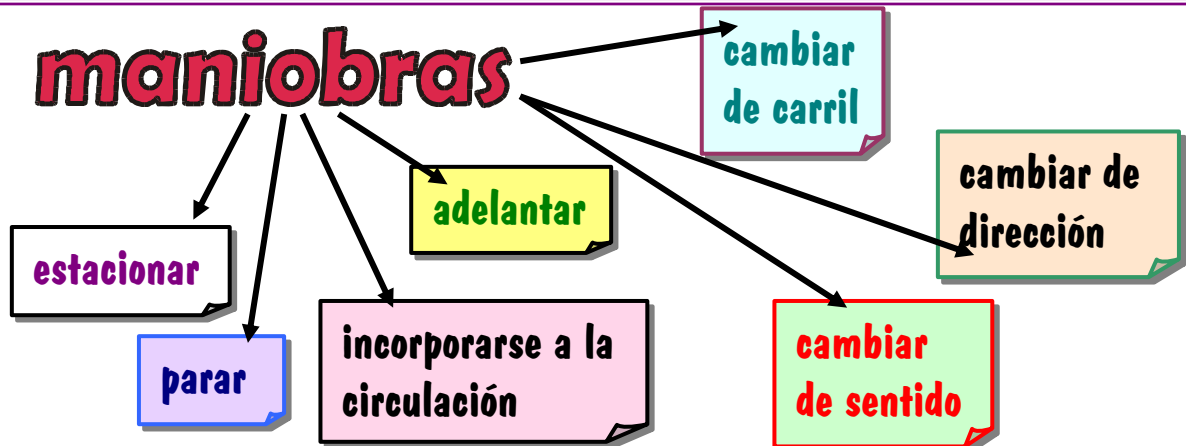 maniobras
cambiar
de carril
cambiar de
dirección
adelantar
estacionar
incorporarse a la
circulación
parar
cambiar
de sentido